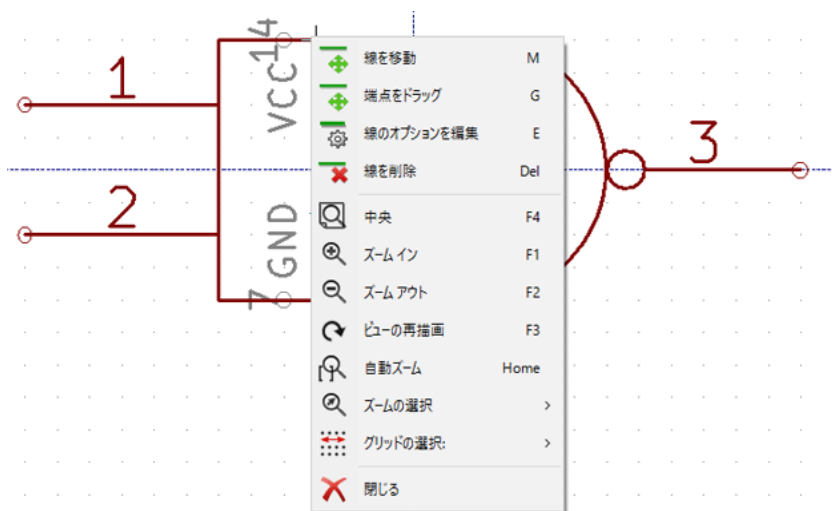 14
1
VCC
2
GND
7
3
線を移動 M
端点をドラッグ G
線のオプションを編集 E
線を削除 Del
中央 F4
ズーム イン F1
ズーム アウト F2
ビューの再描画 F3
自動ズーム Home
ズームの選択 >
グリッドの選択: >
閉じる